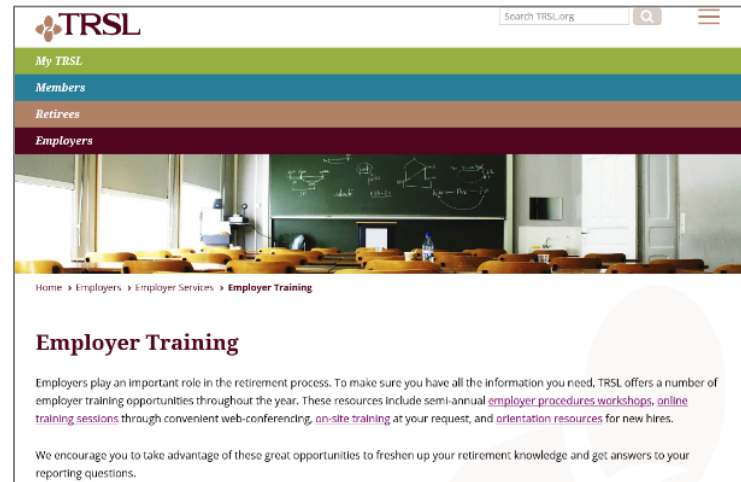 TRSL
Search TRSL.org
My TRSL
Members
Retirees
Employers
Home › Employers › Employer Services › Employer Training
Employer Training
Employers play an important role in the retirement process. To make sure you have all the information you need, TRSL offers a number of
employer training opportunities throughout the year. These resources include semi-annual employer procedures workshops, online
training sessions through convenient web-conferencing, on-site training at your request, and orientation resources for new hires.
We encourage you to take advantage of these great opportunities to freshen up your retirement knowledge and get answers to your
reporting questions.